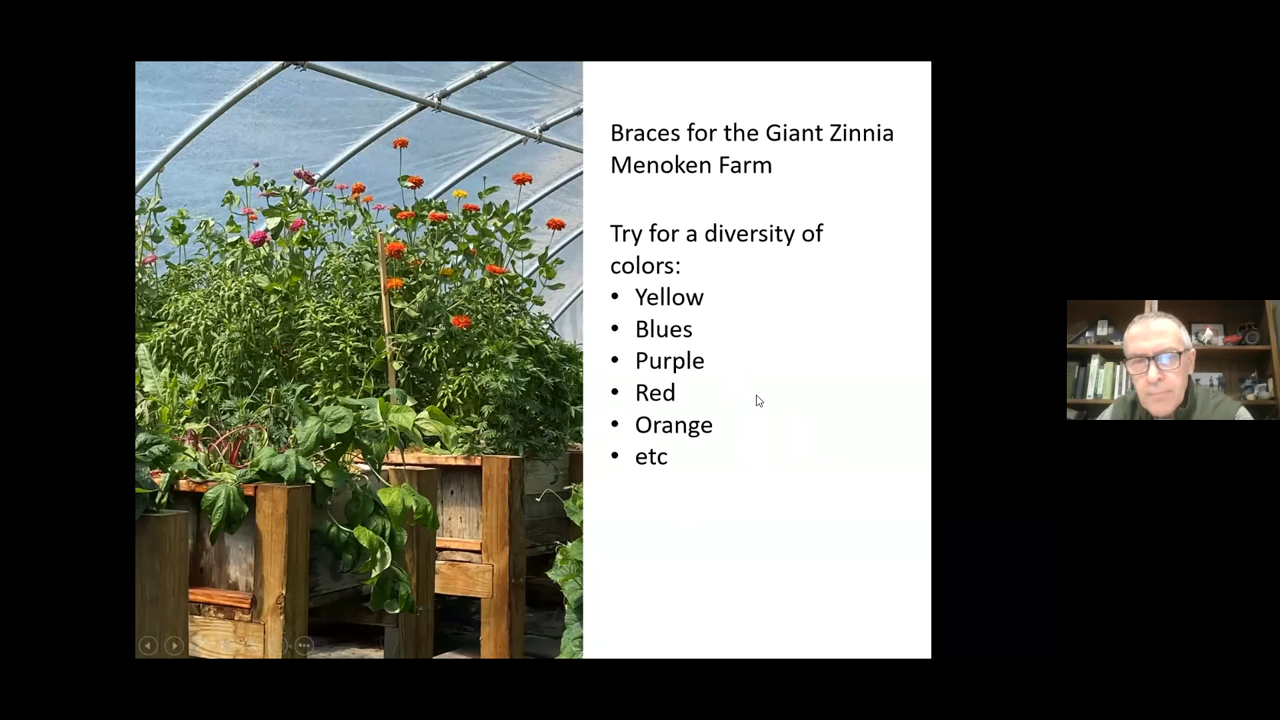 Braces for the Giant Zinnia
Menoken Farm
Try for a diversity of
colors:
• Yellow
• Blues
• Purple
• Red
• Orange
• etc